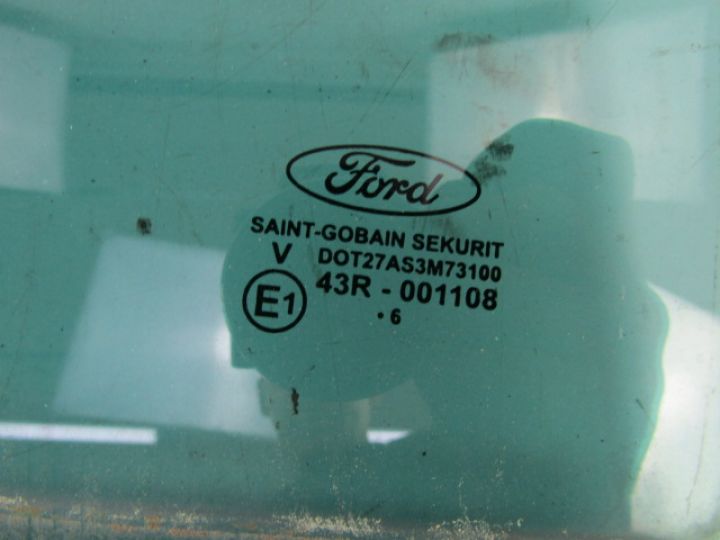 Ford
SAINT-GOBAIN SEKURIT
V DOT27AS3M73100
E1 43R - 001108
• 6